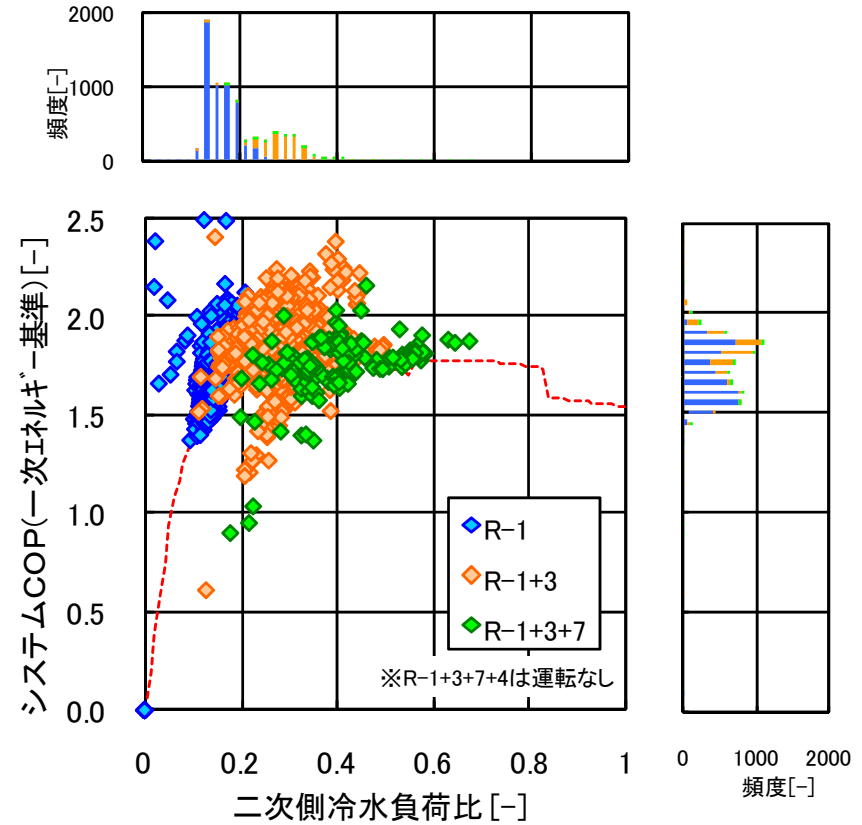 2000
1000
0
頻度[-]
2.5
2.0
1.5
1.0
0.5
0.0
システムCOP(一次ｴﾈﾙｷﾞｰ基準)[-]
R-1
R-1+3
R-1+3+7
※R-1+3+7+4は運転なし
0 0.2 0.4 0.6 0.8 1
二次側冷水負荷比[-]
0 1000 2000
頻度[-]